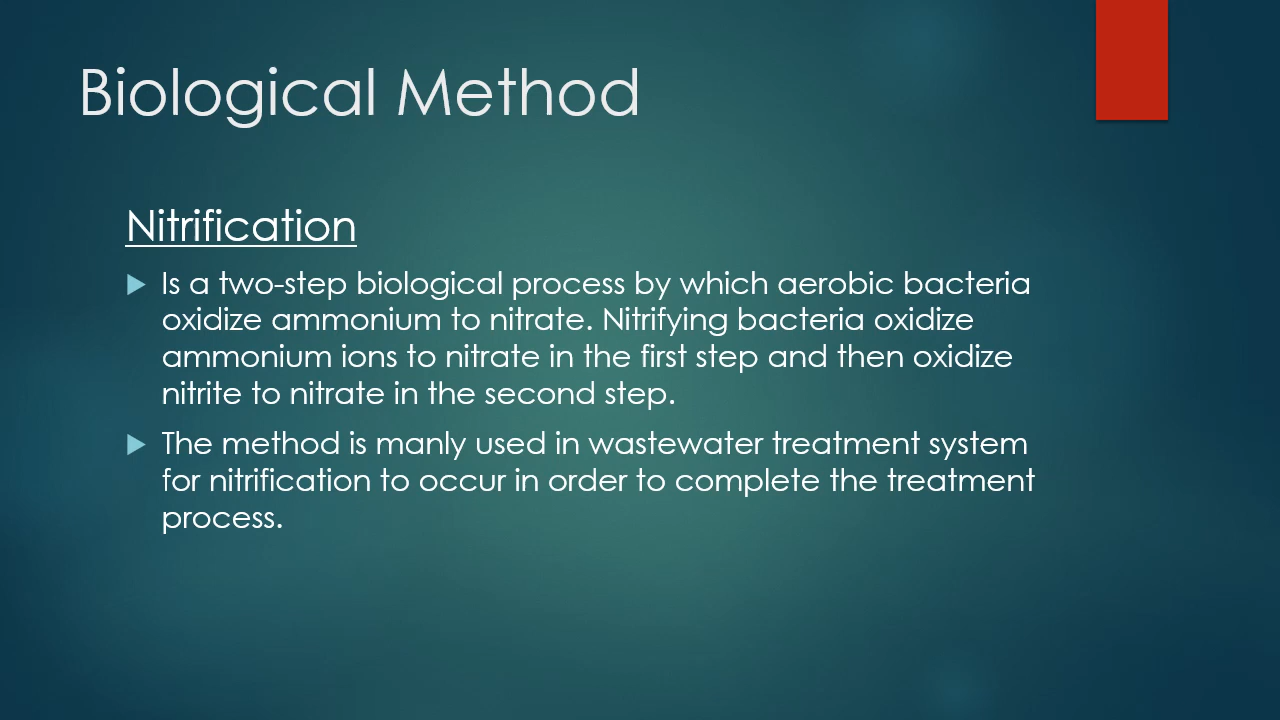 Biological Method
Nitrification
Is a two-step biological process by which aerobic bacteria
oxidize ammonium to nitrate. Nitrifying bacteria oxidize
ammonium ions to nitrate in the first step and then oxidize
nitrite to nitrate in the second step.
The method is manly used in wastewater treatment system
for nitrification to occur in order to complete the treatment
process.